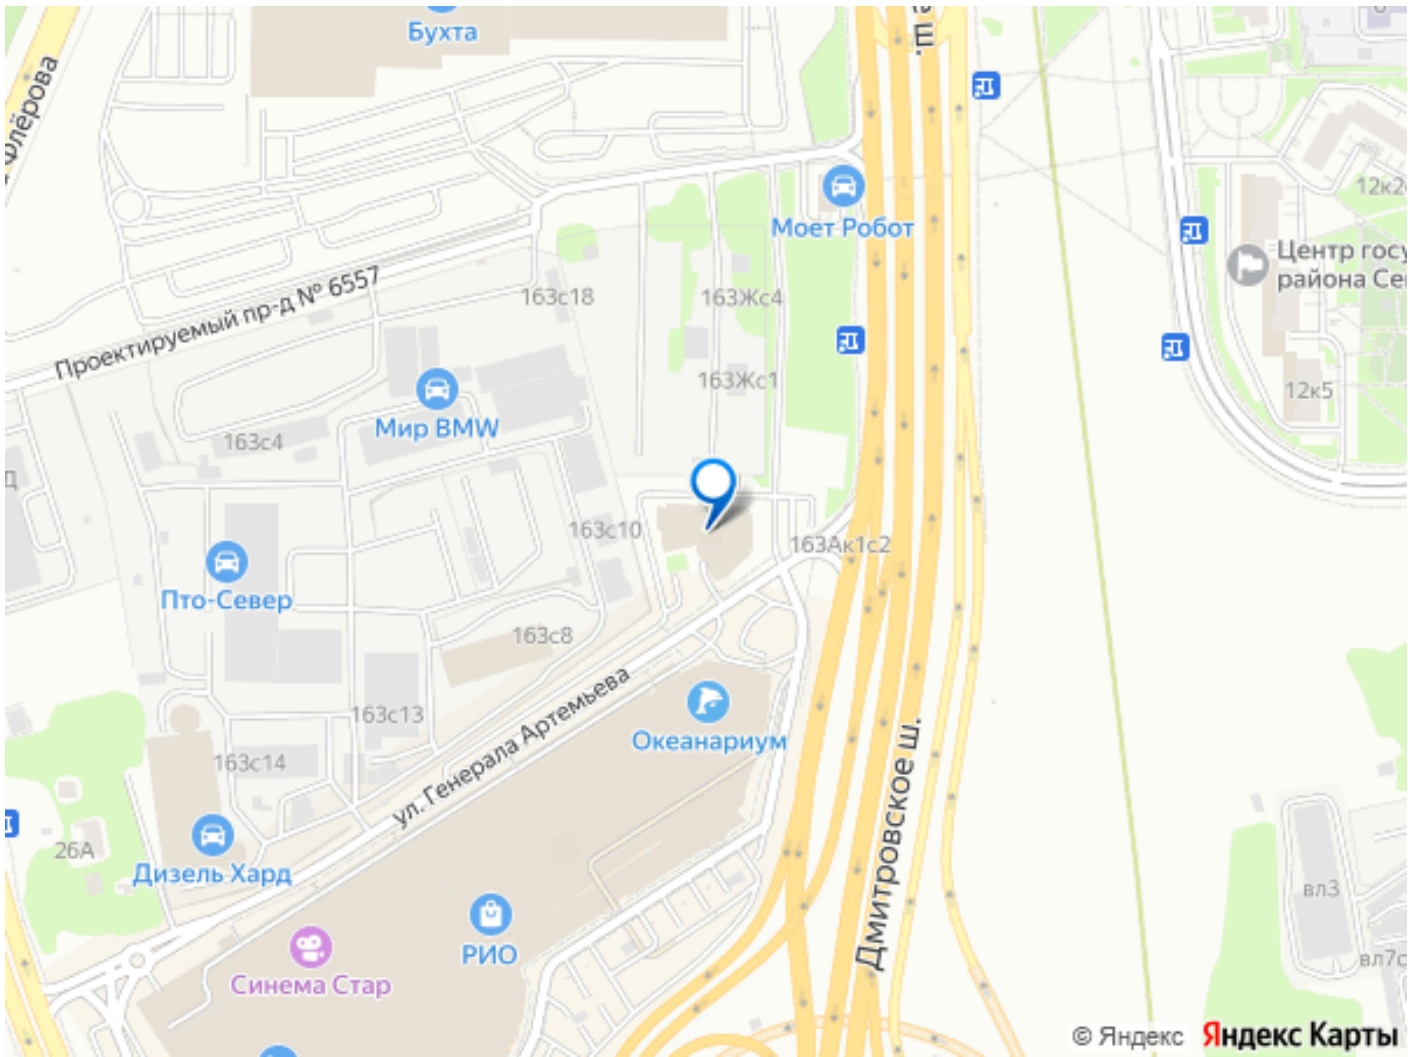 Бухта
Флёрова
Ш.
12к2
Моет Робот
Центр госу
района Се
163с18
163Жс4
Проектируемый пр-д № 6557
163Жс1
12к5
Мир BMW
163с4
163с10
163Ак1с2
Пто-Север
163с8
ул. Генерала Артемьева
163с13
Океанариум
163с14
Дмитровское ш.
26А
Дизель Хард
вл3
РИО
Синема Стар
вл7с
© Яндекс Яндекс Карты